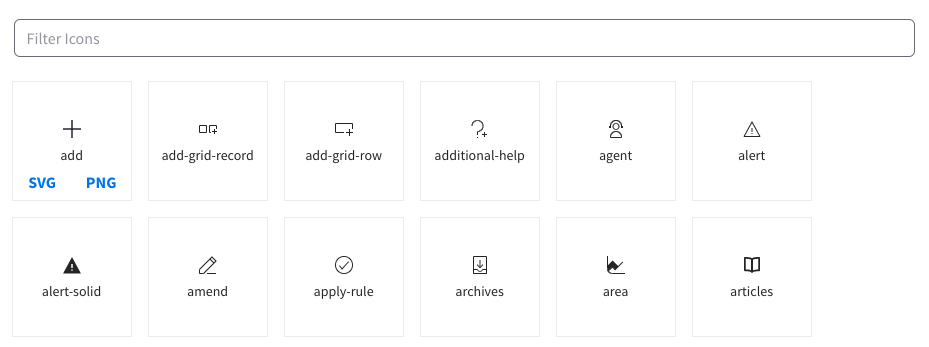 Filter Icons
add
add-grid-record
add-grid-row
additional-help
agent
alert
SVG PNG
alert-solid
amend
apply-rule
archives
area
articles